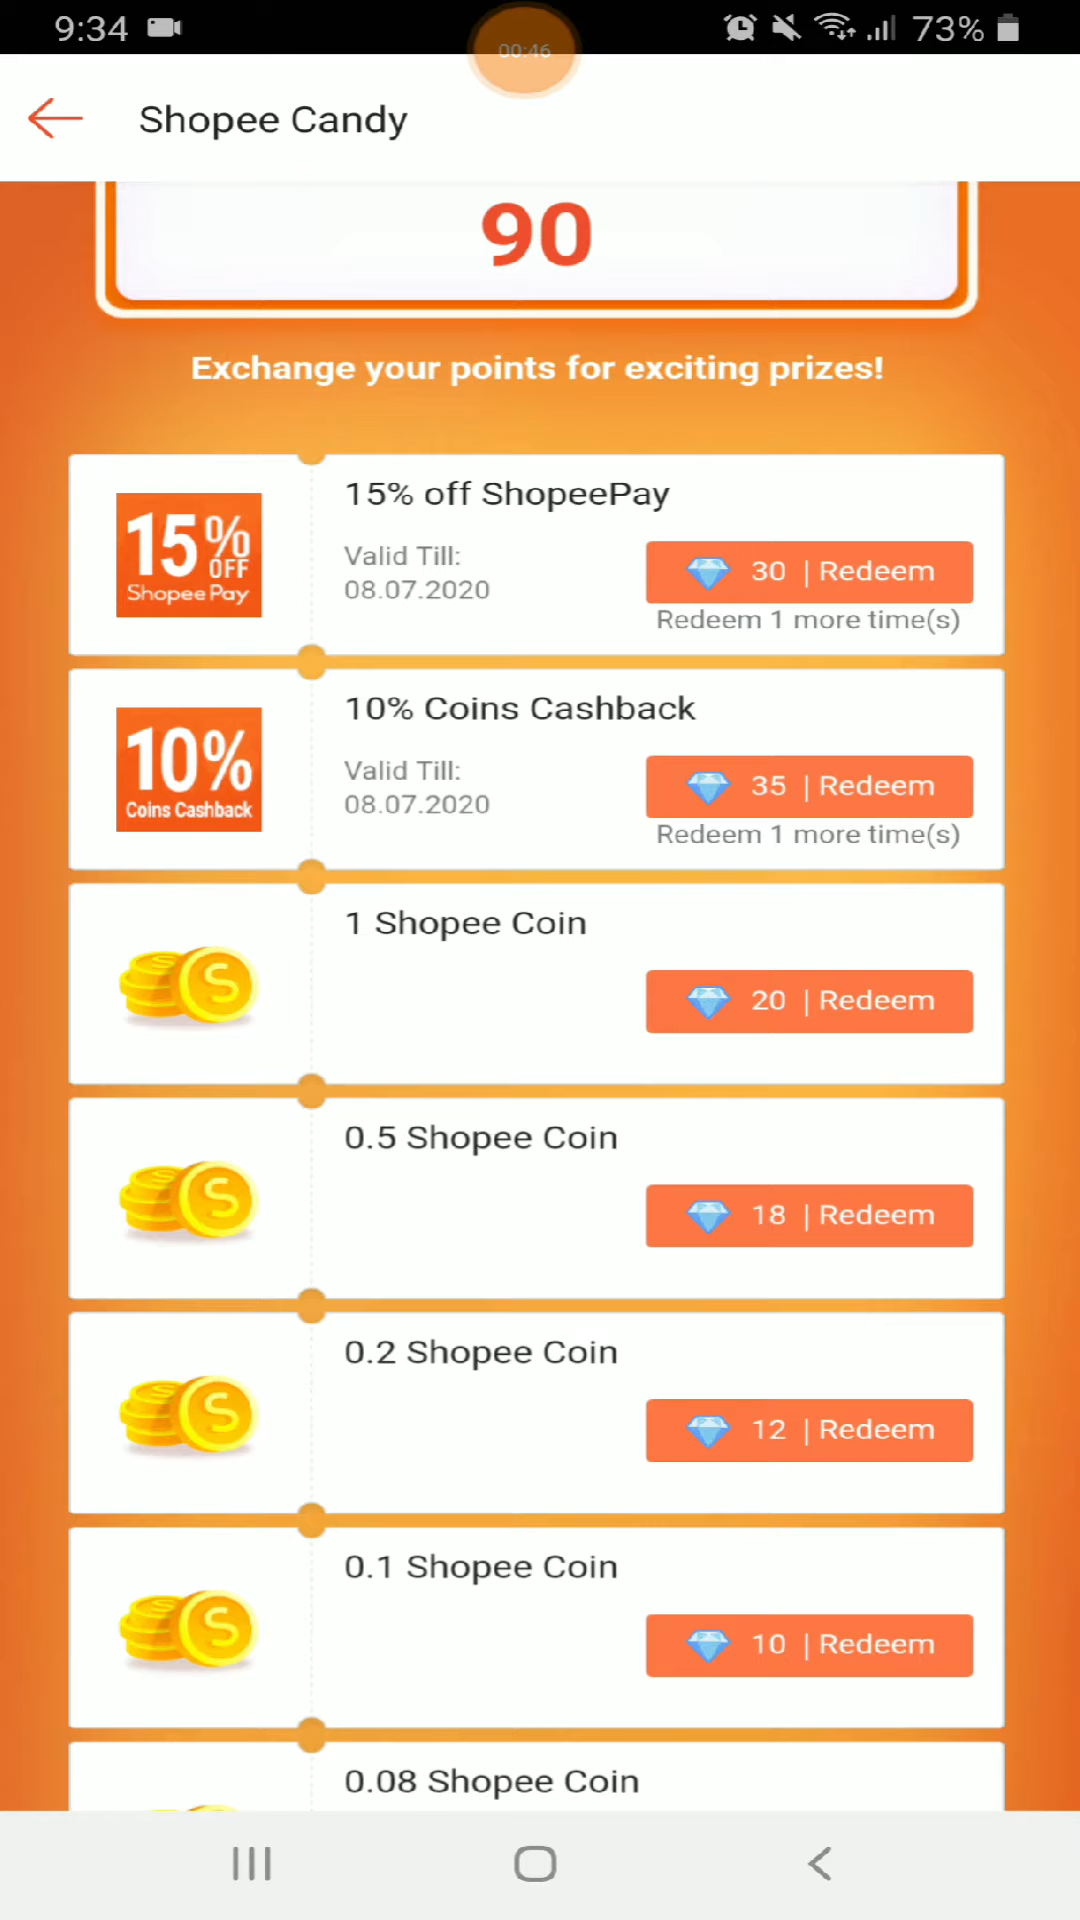 9:34
73%
00:46
Shopee Candy
90
Exchange your points for exciting prizes!
15% OFF
ShopeePay
15% off ShopeePay
Valid Till:
08.07.2020
30 | Redeem
Redeem 1 more time(s)
10%
Coins Cashback
10% Coins Cashback
Valid Till:
08.07.2020
35 | Redeem
Redeem 1 more time(s)
S
1 Shopee Coin
20 | Redeem
S
0.5 Shopee Coin
18 | Redeem
S
0.2 Shopee Coin
12 | Redeem
S
0.1 Shopee Coin
10 | Redeem
0.08 Shopee Coin